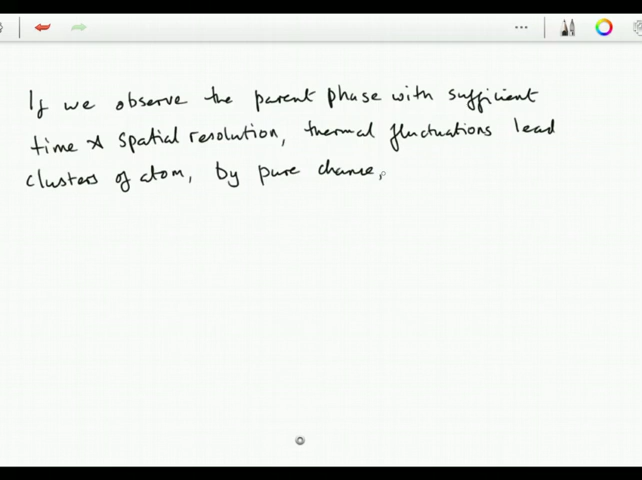 If we observe the parent phase with sufficient
time & spatial resolution, thermal fluctuations lead
clusters of atom, by pure chance,